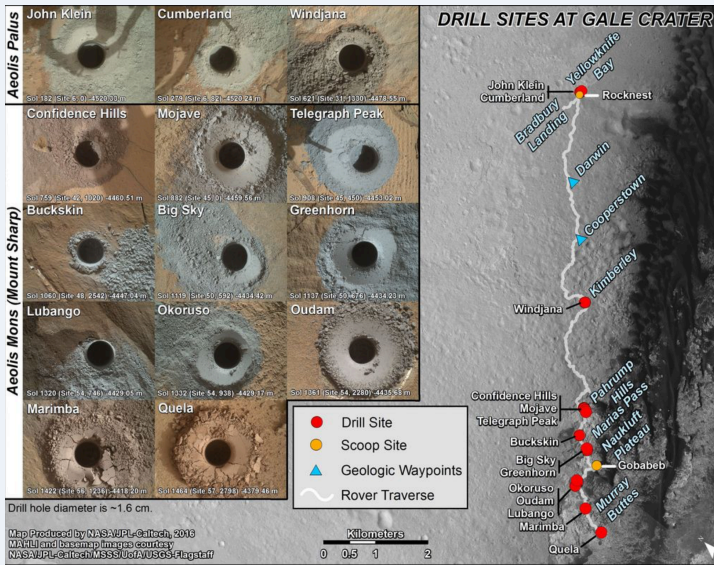 DRILL SITES AT GALE CRATER
Aeolis Palus
John Klein
Sol 182 (Site 6, 0) -4520.33 m
Cumberland
Sol 279 (Site 6, 82) -4520.24 m
Windjana
Sol 621 (Site 31, 1330) -4478.55 m
Aeolis Mons (Mount Sharp)
Confidence Hills
Sol 759 (Site 42, 1020) -4460.51 m
Mojave
Sol 882 (Site 45, 0) -4459.56 m
Telegraph Peak
Sol 908 (Site 45, 450) -4453.02 m
Buckskin
Sol 1060 (Site 48, 2542) -4447.04 m
Big Sky
Sol 1119 (Site 50, 592) -4434.42 m
Greenhorn
Sol 1137 (Site 50, 676) -4434.23 m
Lubango
Sol 1320 (Site 54, 746) -4429.05 m
Okoruso
Sol 1332 (Site 54, 938) -4429.17 m
Oudam
Sol 1361 (Site 54, 2280) -4435.68 m
Marimba
Sol 1422 (Site 56, 3236) -4418.20 m
Quela
Sol 1464 (Site 57, 2798) -4379.46 m
Drill hole diameter is ~1.6 cm.
Map Produced by NASA/JPL-Caltech, 2016
MAHLI and basemap images courtesy
NASA/JPL-Caltech/MSSS/UofA/USGS-Flagstaff
Drill Site
Scoop Site
Geologic Waypoints
Rover Traverse
Kilometers
0 0.5 1 2
Yellowknife
Bay
John Klein
Cumberland
Rocknest
Bradbury
Landing
Darwin
Cooperstown
Kimberley
Windjana
Pahrump
Hills
Confidence Hills
Mojave
Telegraph Peak
Marias Pass
Buckskin
Naukluft
Plateau
Big Sky
Greenhorn
Gobabeb
Okoruso
Oudam
Lubango
Murray
Buttes
Marimba
Quela